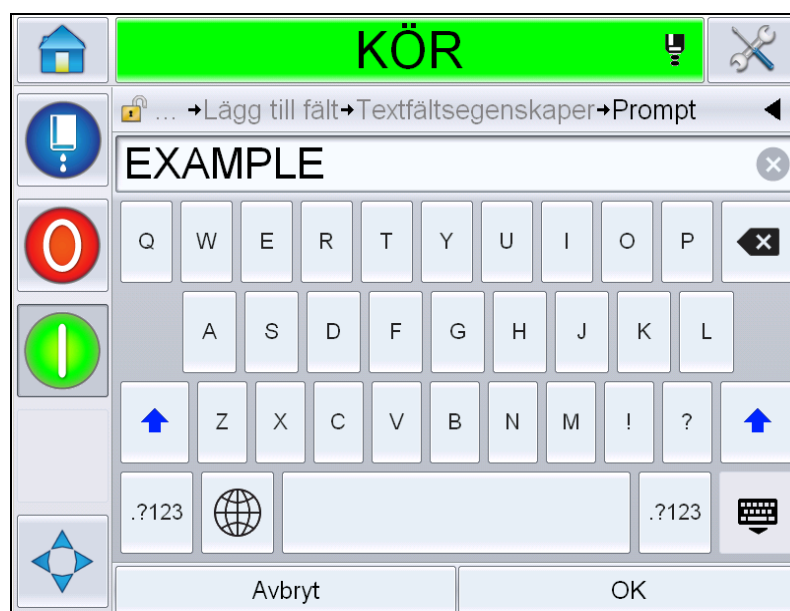 KÖR
... →Lägg till fält→Textfältsegenskaper→Prompt
EXAMPLE
Q W E R T Y U I O P
A S D F G H J K L
Z X C V B N M ! ?
.?123 .?123
Avbryt OK